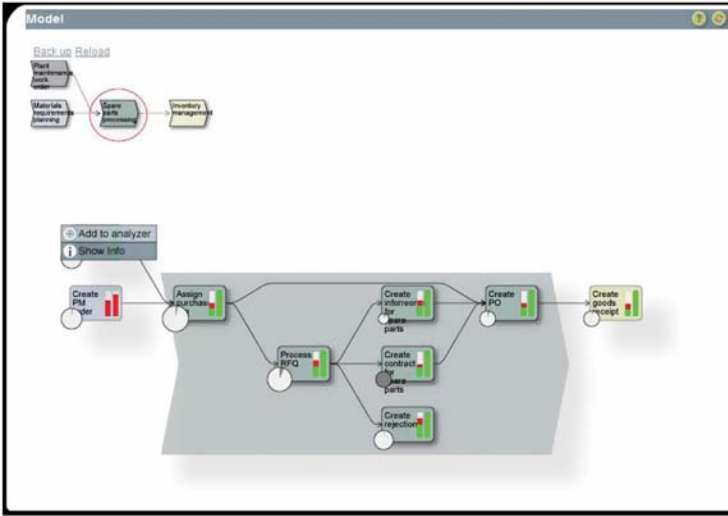 Model
?
Back up Reload
Plant
maintenance
work
order
Materials
requirements
planning
Spare
parts
processing
Inventory
management
Add to analyzer
i Show Info
Create
PM
order
Assign
purchasing
Create
for
spare
parts
Create
PO
Create
goods
receipt
Process
RFQ
Create
contract
for
spare
parts
Create
rejection